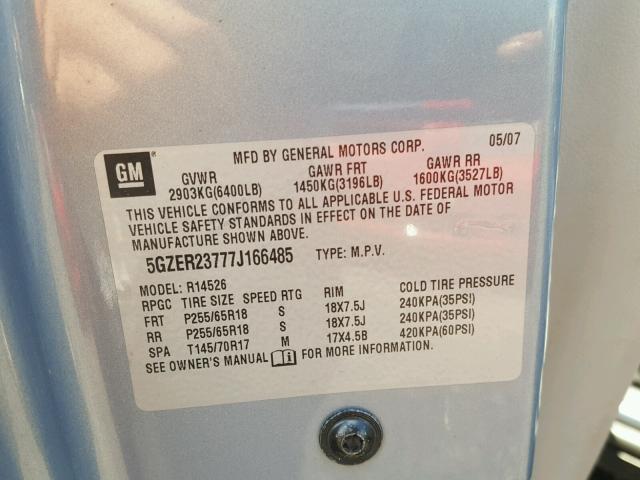 GM
MFD BY GENERAL MOTORS CORP. 05/07
GVWR GAWR FRT GAWR RR
2903KG(6400LB) 1450KG(3196LB) 1600KG(3527LB)
THIS VEHICLE CONFORMS TO ALL APPLICABLE U.S. FEDERAL MOTOR
VEHICLE SAFETY STANDARDS IN EFFECT ON THE DATE OF
MANUFACTURE SHOWN ABOVE.
5GZER23777J166485 TYPE: M.P.V.
MODEL: R14526
RPGC TIRE SIZE SPEED RTG RIM COLD TIRE PRESSURE
FRT P255/65R18 S 18X7.5J 240KPA(35PSI)
RR P255/65R18 S 18X7.5J 240KPA(35PSI)
SPA T145/70R17 M 17X4.5B 420KPA(60PSI)
SEE OWNER'S MANUAL FOR MORE INFORMATION.